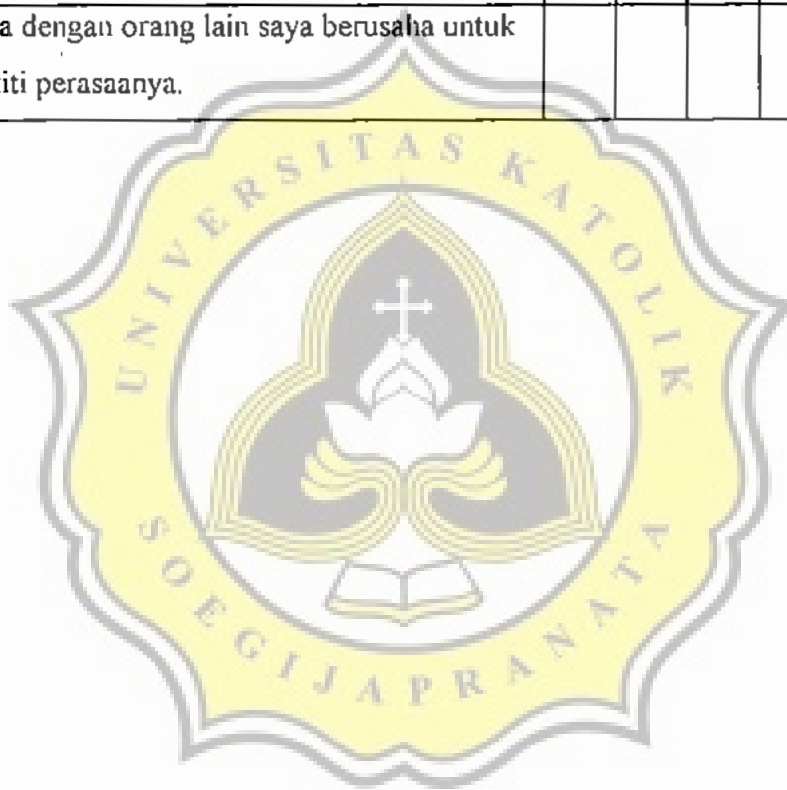 a dengan orang lain saya berusaha untuk
iti perasaanya.
UNIVERSITAS KATOLIK
SOEGIJAPRANATA